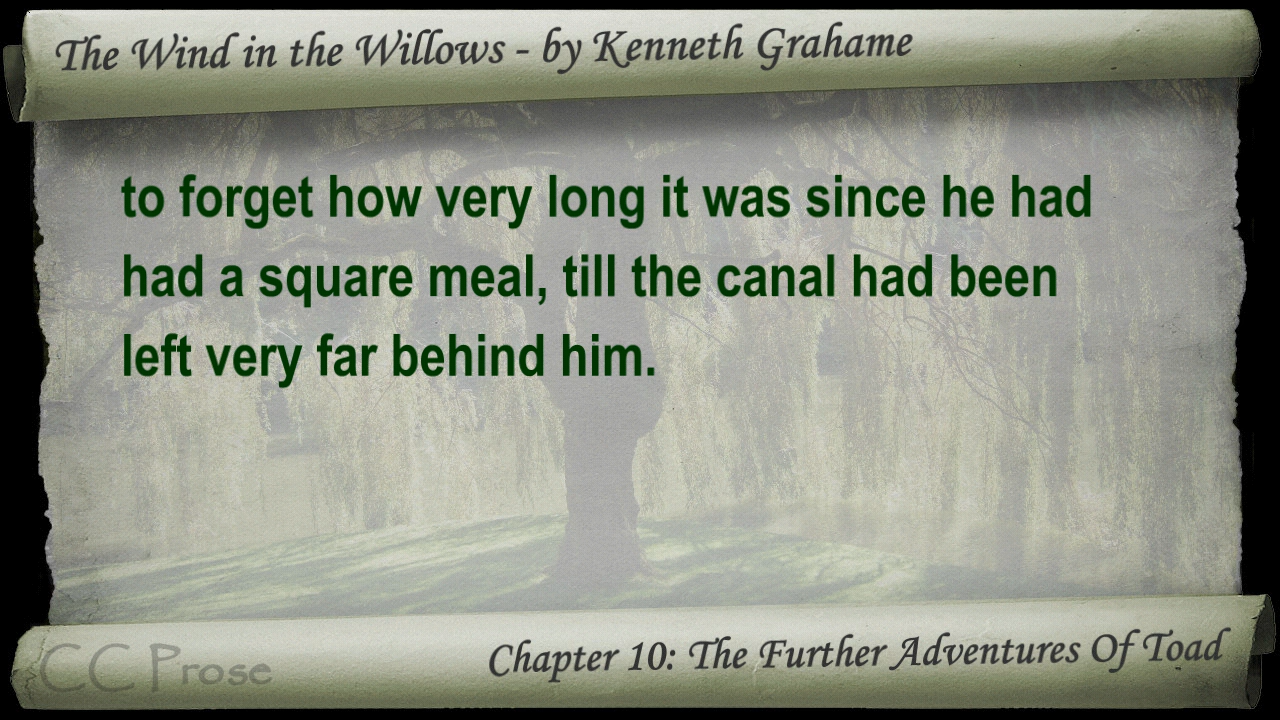 The Wind in the Willows - by Kenneth Grahame
to forget how very long it was since he had
had a square meal, till the canal had been
left very far behind him.
CC Prose
Chapter 10: The Further Adventures Of Toad